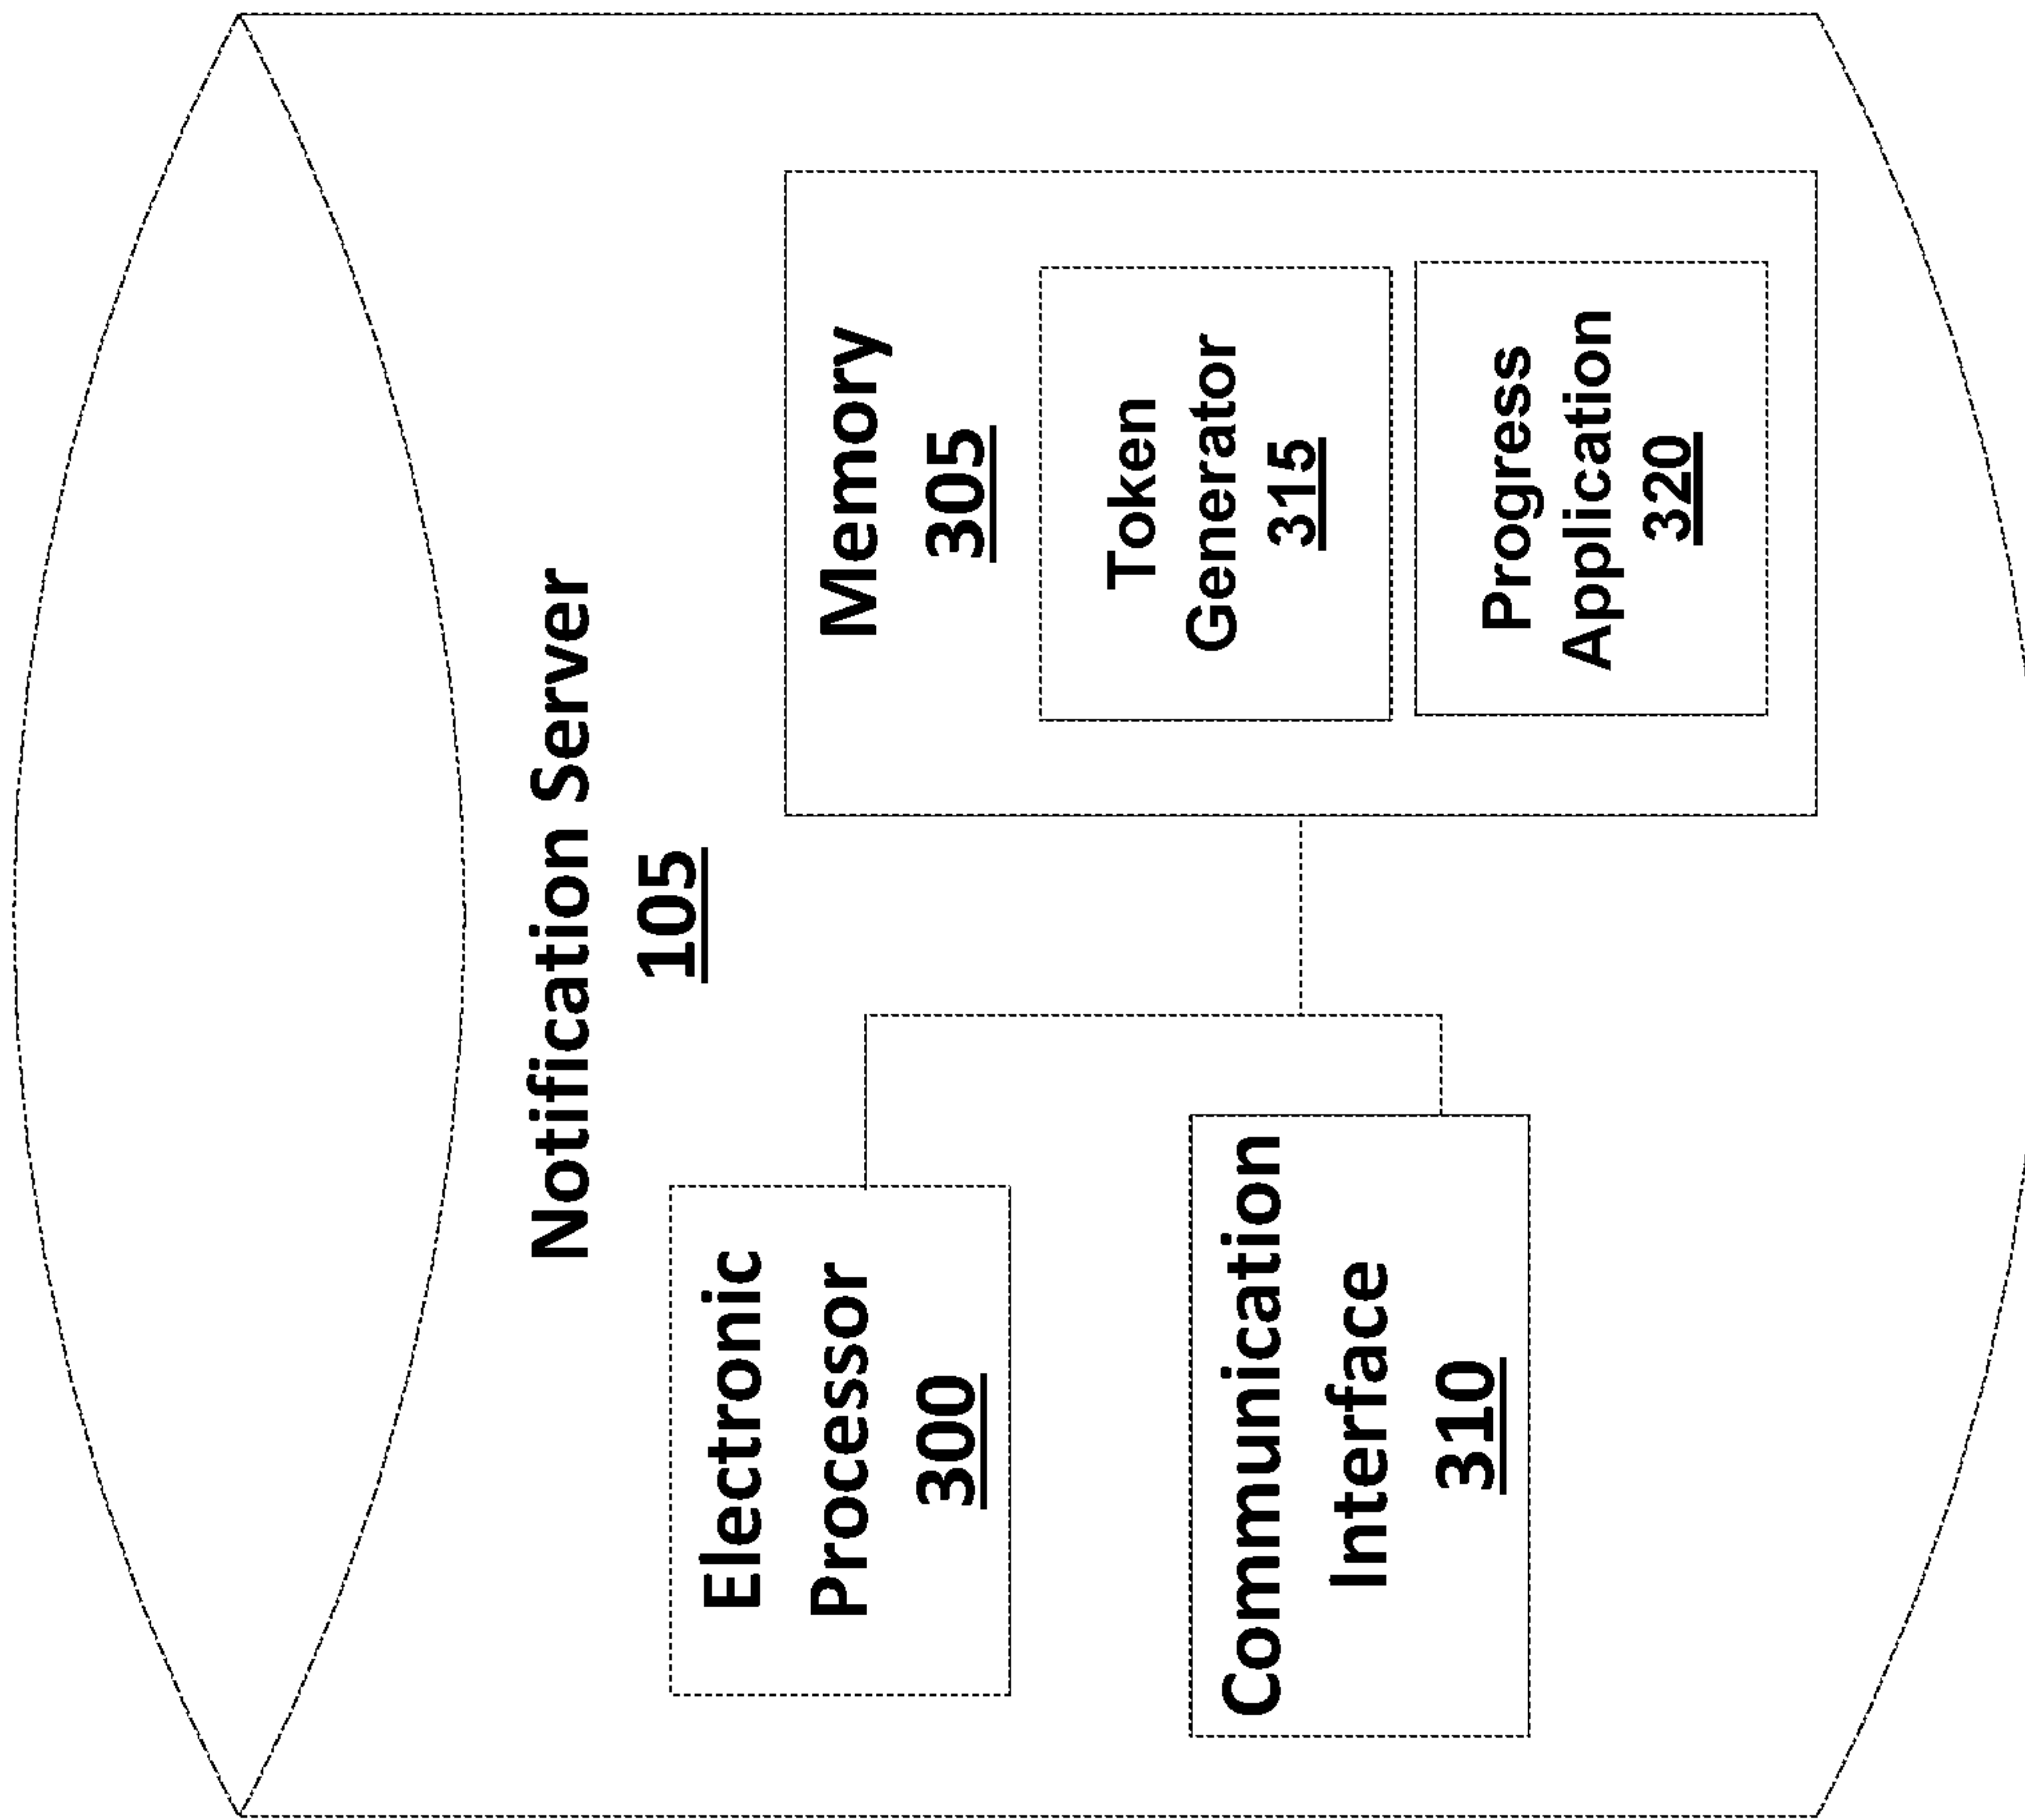 Notification Server
105
Electronic
Processor
300
Communication
Interface
310
Memory
305
Token
Generator
315
Progress
Application
320